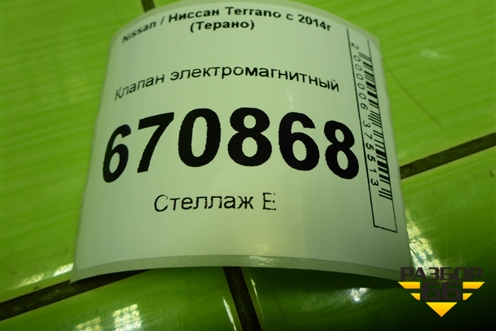 Nissan / Ниссан Terrano с 2014г
(Терано)
Клапан электромагнитный
670868
Стеллаж Е
2000006375513
РАЗБОР